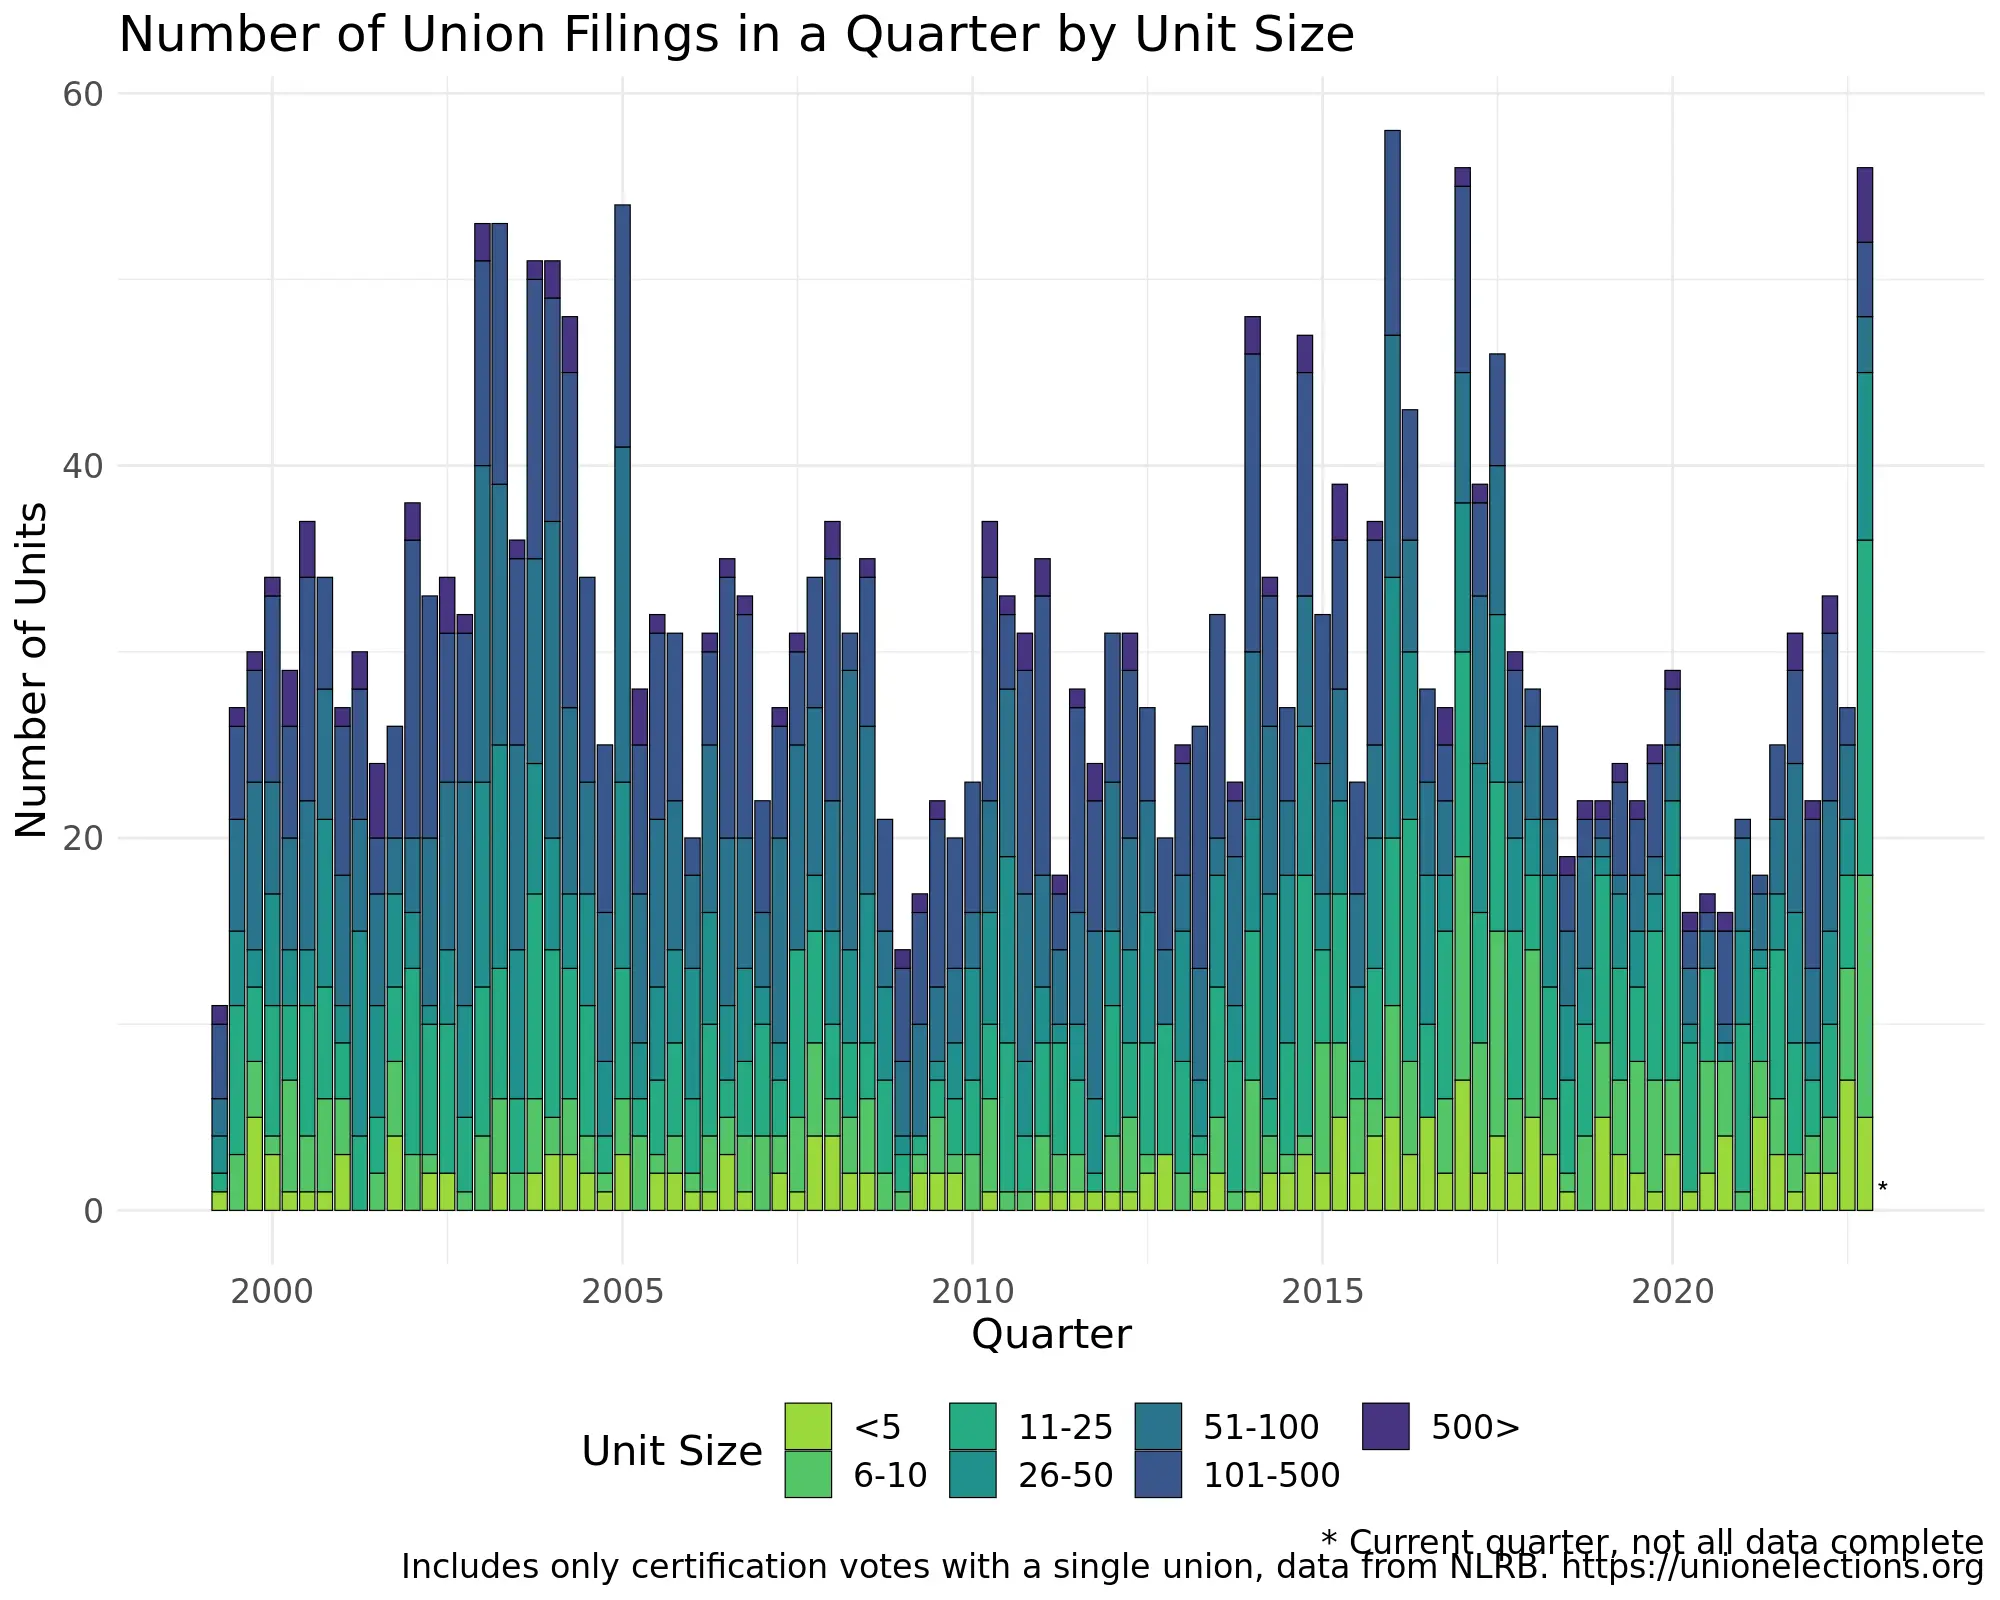 Number of Union Filings in a Quarter by Unit Size
60
40
20
0
Number of Units
*
2000 2005 2010 2015 2020
Quarter
Unit Size
<5 11-25 51-100 500>
6-10 26-50 101-500
* Current quarter, not all data complete
Includes only certification votes with a single union, data from NLRB. https://unionelections.org